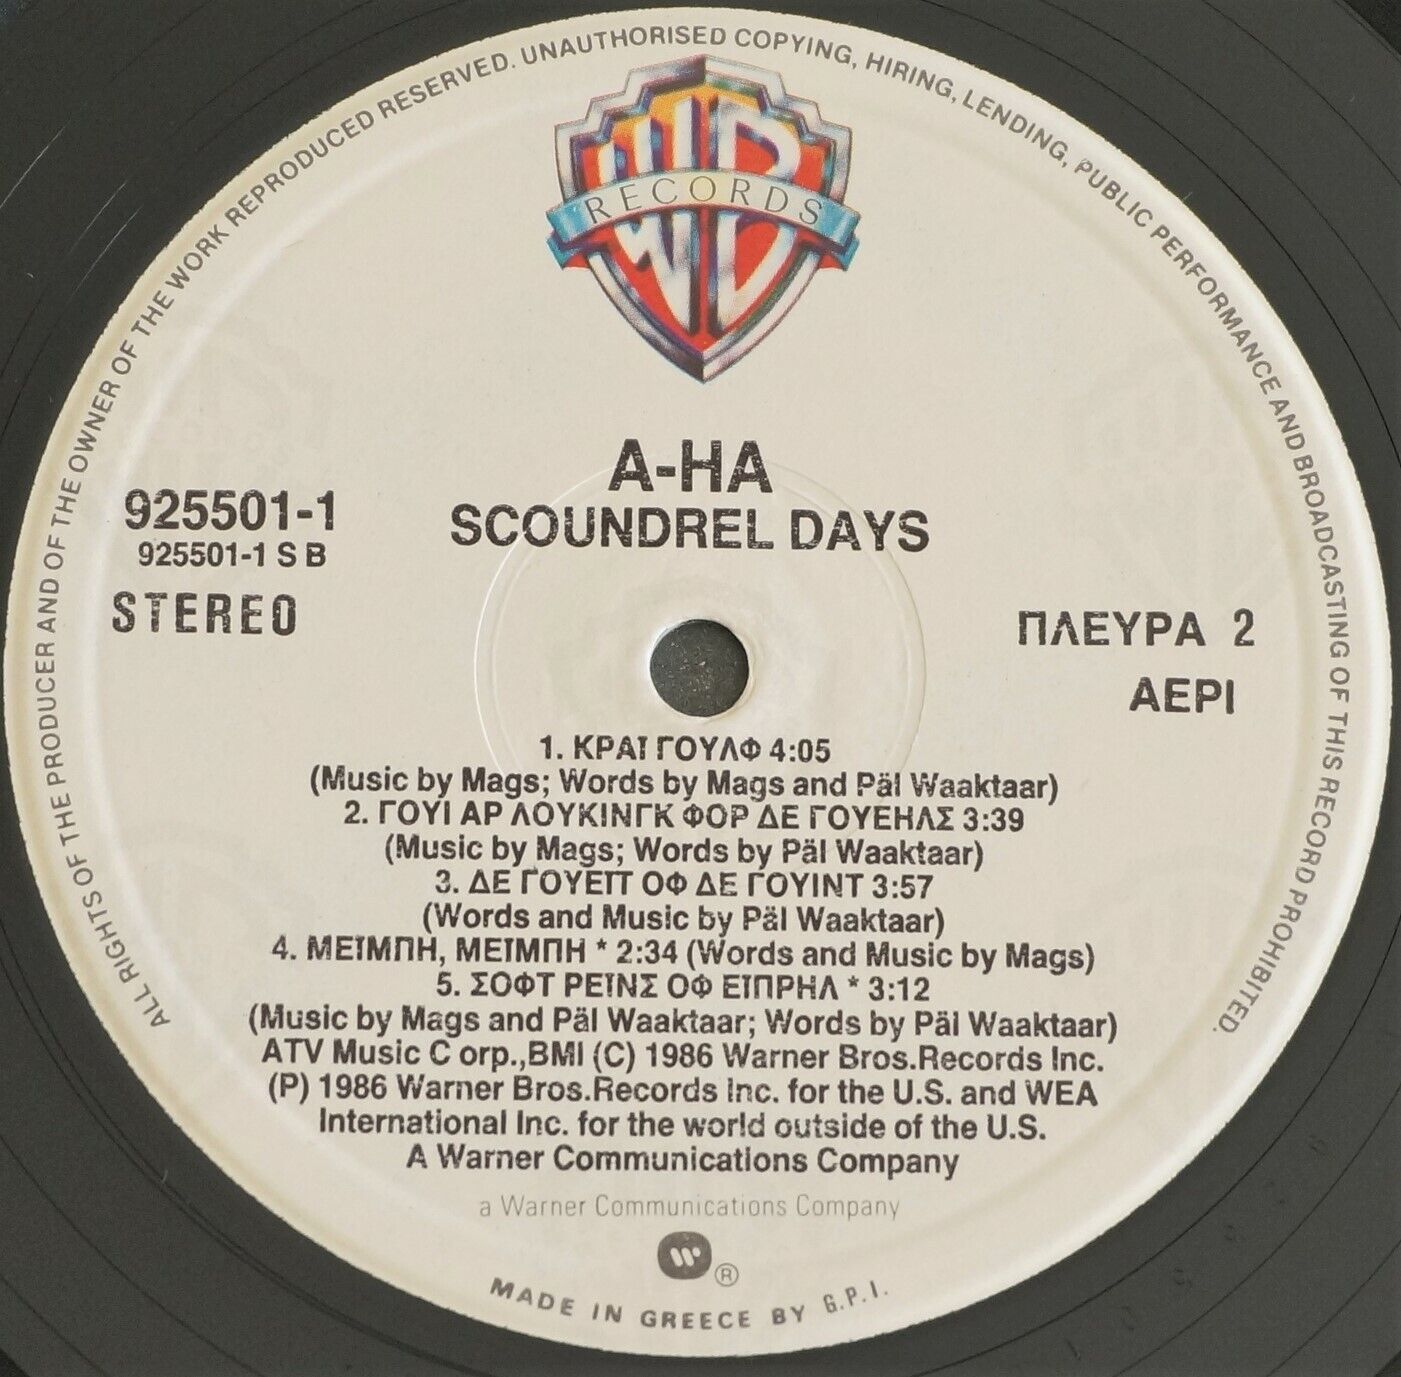 ALL RIGHTS OF THE PRODUCER AND OF THE OWNER OF THE WORK REPRODUCED RESERVED. UNAUTHORISED COPYING, HIRING, LENDING, PUBLIC PERFORMANCE AND BROADCASTING OF THIS RECORD PROHIBITED.
WB
RECORDS
A-HA
SCOUNDREL DAYS
925501-1
925501-1 S B
STEREO
ΠΛΕΥΡΑ 2
ΑΕΡΙ
1. ΚΡΑΪ ΓΟΥΛΦ 4:05
(Music by Mags; Words by Mags and Päl Waaktaar)
2. ΓΟΥΙ ΑΡ ΛΟΥΚΙΝΓΚ ΦΟΡ ΔΕ ΓΟΥΕΗΛΣ 3:39
(Music by Mags; Words by Päl Waaktaar)
3. ΔΕ ΓΟΥΕΙΤ ΟΦ ΔΕ ΓΟΥΙΝΤ 3:57
(Words and Music by Päl Waaktaar)
4. ΜΕΪΜΠΗ, ΜΕΪΜΠΗ * 2:34 (Words and Music by Mags)
5. ΣΟΦΤ ΡΕΪΝΣ ΟΦ ΕΪΠΡΗΛ * 3:12
(Music by Mags and Päl Waaktaar; Words by Päl Waaktaar)
ATV Music C orp.,BMI (C) 1986 Warner Bros.Records Inc.
(P) 1986 Warner Bros.Records Inc. for the U.S. and WEA
International Inc. for the world outside of the U.S.
A Warner Communications Company
a Warner Communications Company
W ®
MADE IN GREECE BY G.P.I.